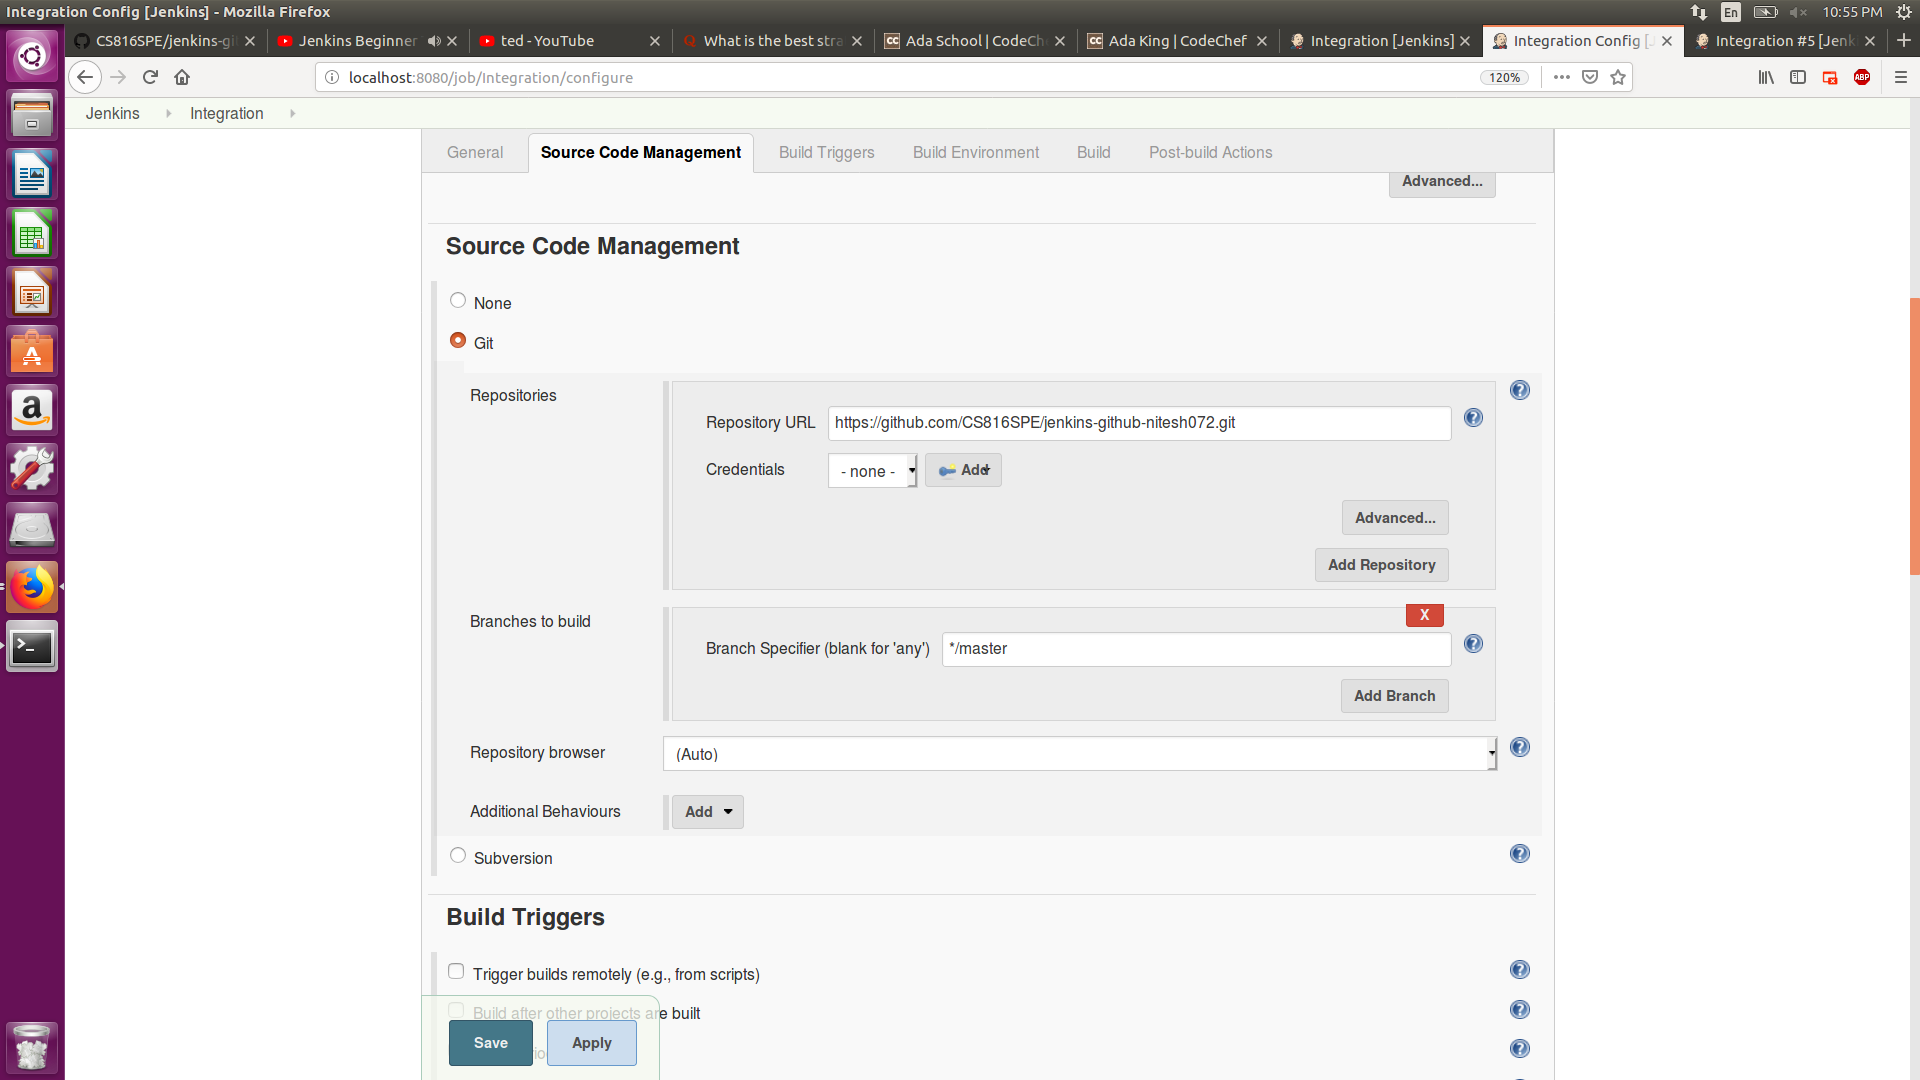 Integration Config [Jenkins] - Mozilla Firefox
En
10:55 PM
CS816SPE/jenkins-gi
Jenkins Beginner
ted - YouTube
What is the best stra
Ada School | CodeCh
Ada King | CodeChef
Integration [Jenkins]
Integration Config [J
Integration #5 [Jenk
localhost:8080/job/Integration/configure
120%
ABP
Jenkins
Integration
General
Source Code Management
Build Triggers
Build Environment
Build
Post-build Actions
Advanced...
Source Code Management
None
Git
Repositories
Repository URL
https://github.com/CS816SPE/jenkins-github-nitesh072.git
Credentials
- none -
Add
Advanced...
Add Repository
Branches to build
X
Branch Specifier (blank for 'any')
*/master
Add Branch
Repository browser
(Auto)
Additional Behaviours
Add
Subversion
Build Triggers
Trigger builds remotely (e.g., from scripts)
Build after other projects are built
Save
Apply